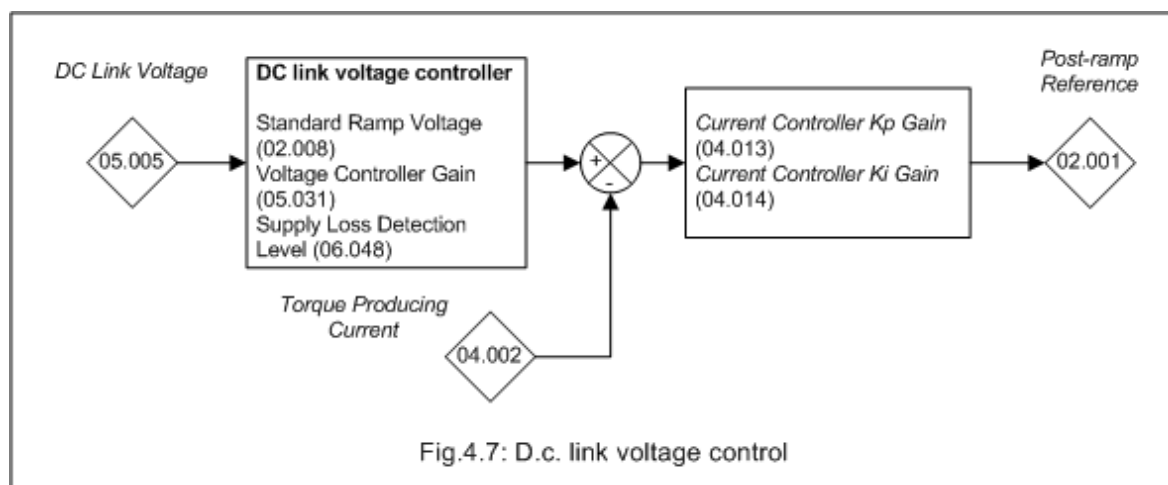 DC Link Voltage
05.005
DC link voltage controller
Standard Ramp Voltage
(02.008)
Voltage Controller Gain
(05.031)
Supply Loss Detection
Level (06.048)
+
-
Torque Producing
Current
04.002
Current Controller Kp Gain
(04.013)
Current Controller Ki Gain
(04.014)
Post-ramp
Reference
02.001
Fig.4.7: D.c. link voltage control